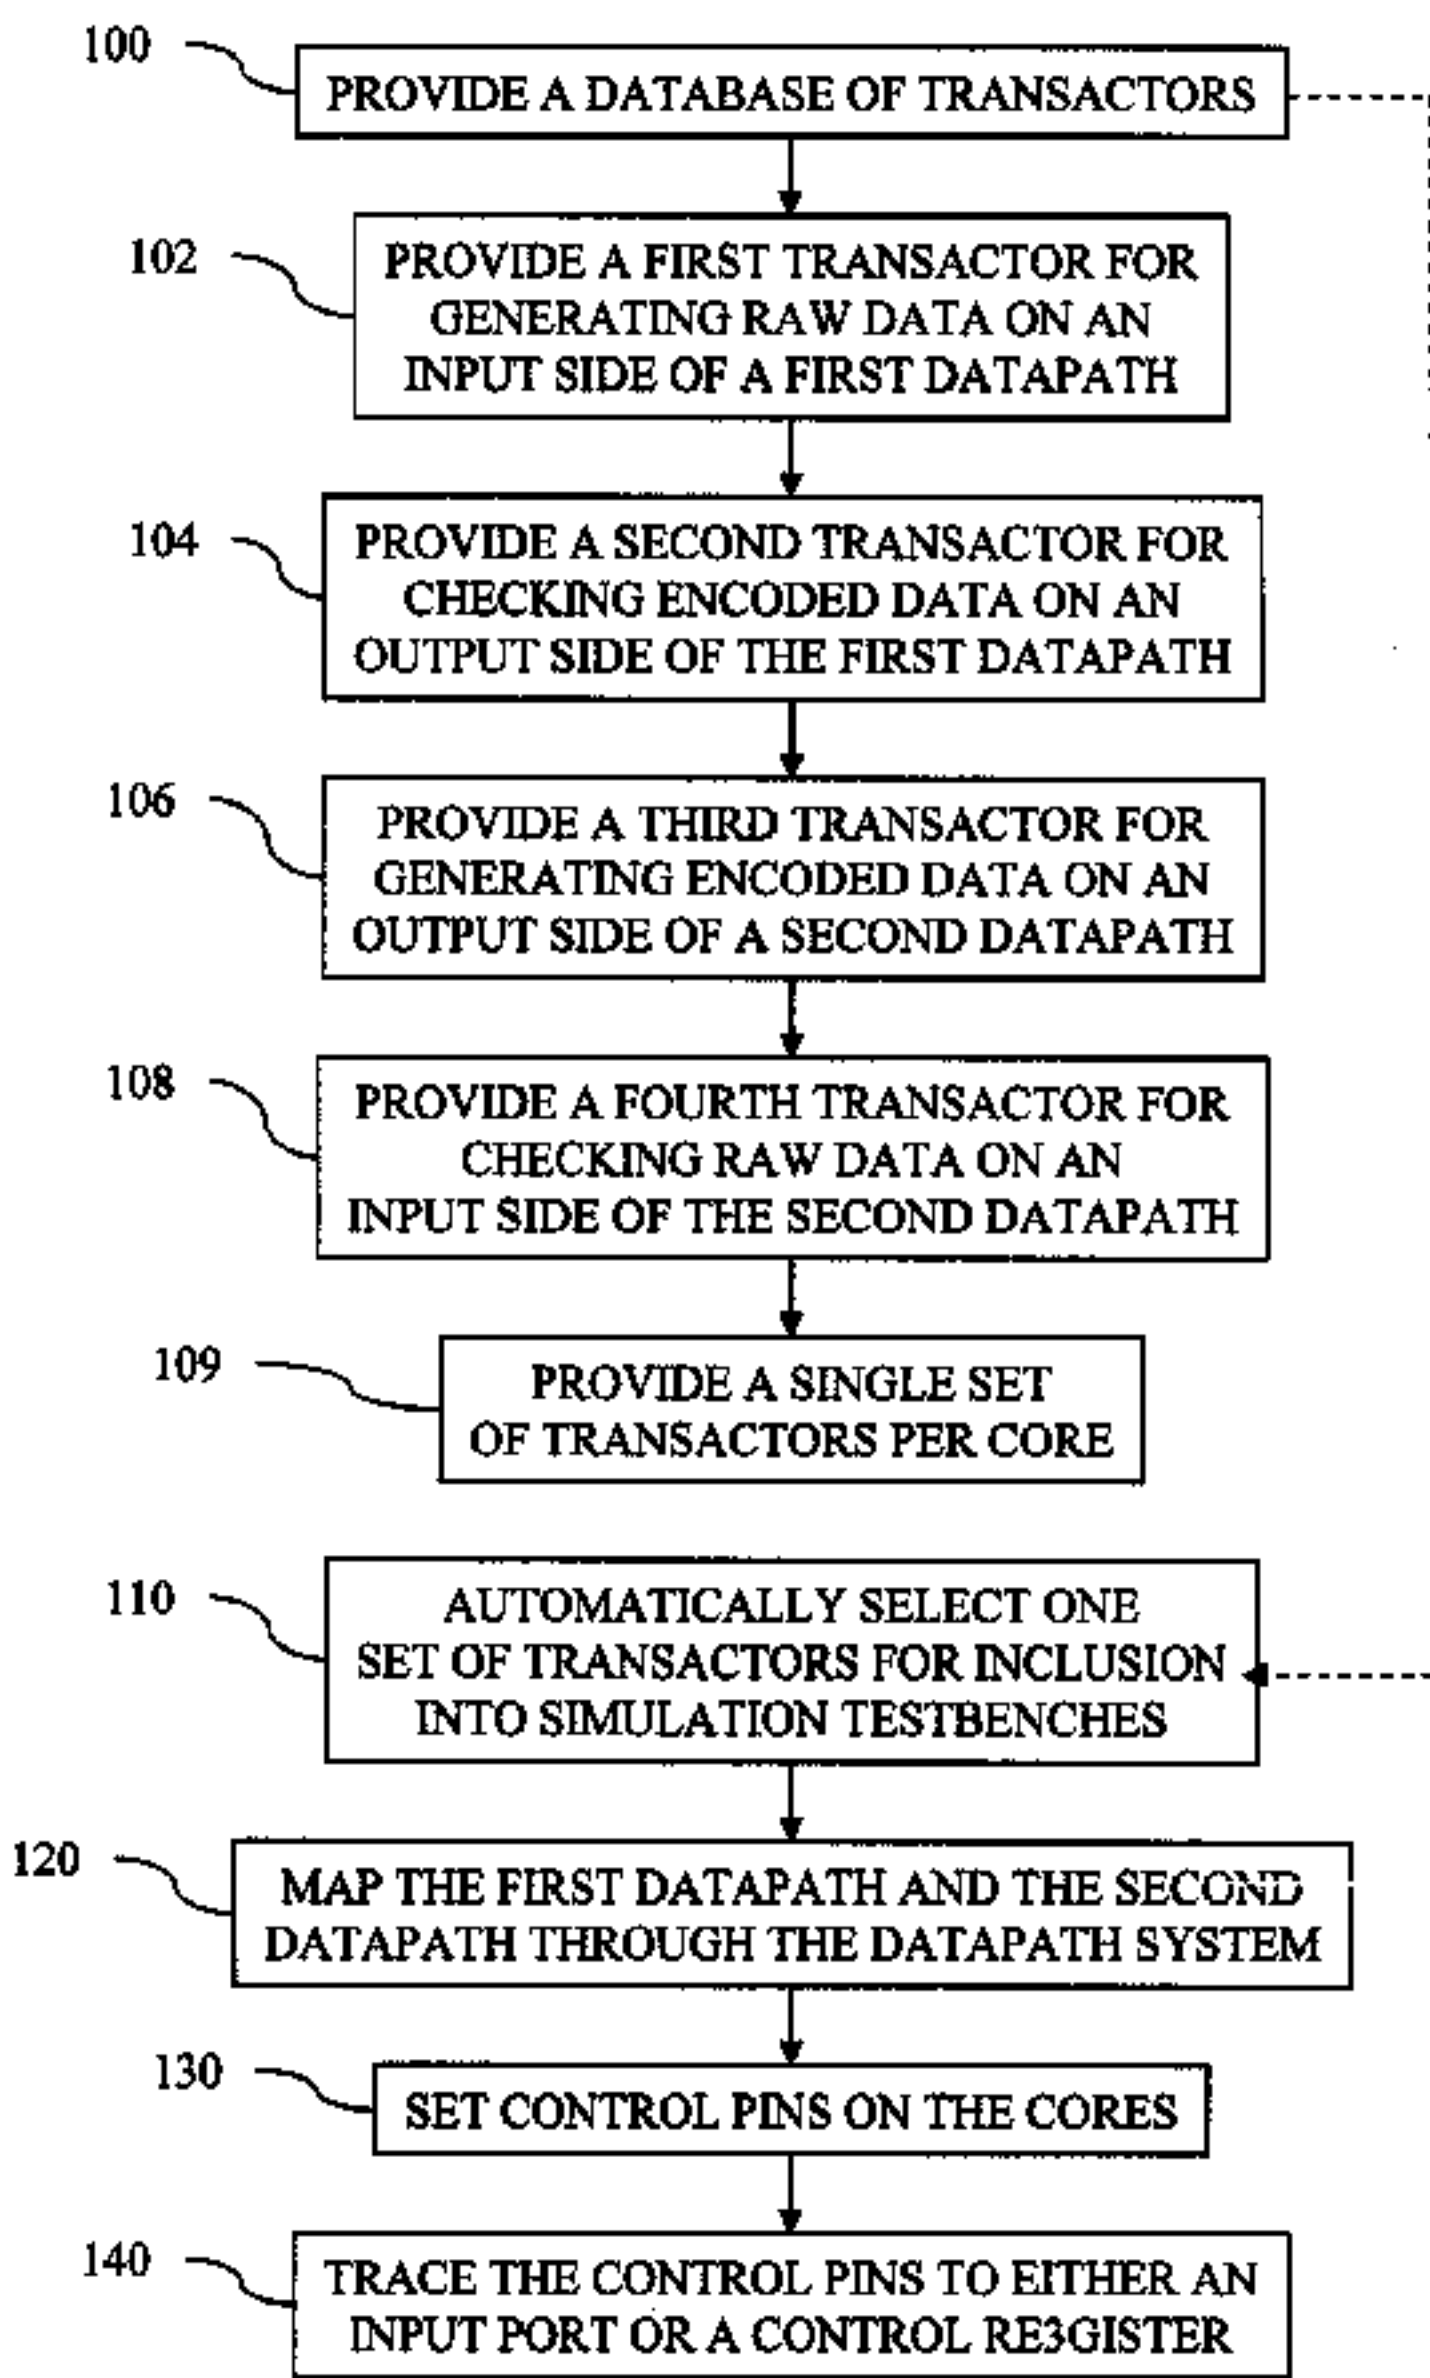 100
PROVIDE A DATABASE OF TRANSACTORS
102
PROVIDE A FIRST TRANSACTOR FOR
GENERATING RAW DATA ON AN
INPUT SIDE OF A FIRST DATAPATH
104
PROVIDE A SECOND TRANSACTOR FOR
CHECKING ENCODED DATA ON AN
OUTPUT SIDE OF THE FIRST DATAPATH
106
PROVIDE A THIRD TRANSACTOR FOR
GENERATING ENCODED DATA ON AN
OUTPUT SIDE OF A SECOND DATAPATH
108
PROVIDE A FOURTH TRANSACTOR FOR
CHECKING RAW DATA ON AN
INPUT SIDE OF THE SECOND DATAPATH
109
PROVIDE A SINGLE SET
OF TRANSACTORS PER CORE
110
AUTOMATICALLY SELECT ONE
SET OF TRANSACTORS FOR INCLUSION
INTO SIMULATION TESTBENCHES
120
MAP THE FIRST DATAPATH AND THE SECOND
DATAPATH THROUGH THE DATAPATH SYSTEM
130
SET CONTROL PINS ON THE CORES
140
TRACE THE CONTROL PINS TO EITHER AN
INPUT PORT OR A CONTROL RE3GISTER